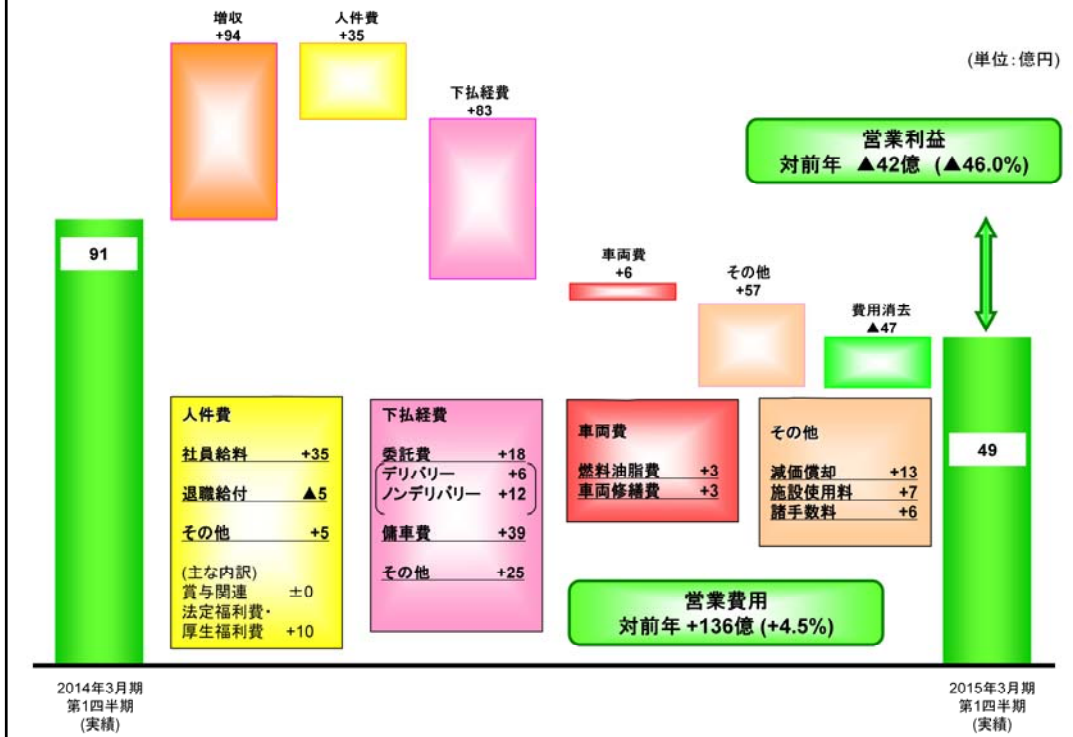 増収
+94
人件費
+35
(単位:億円)
下払経費
+83
営業利益
対前年 ▲42億 (▲46.0%)
91
車両費
+6
その他
+57
費用消去
▲47
人件費
社員給料 +35
退職給付 ▲5
その他 +5
(主な内訳)
賞与関連 ±0
法定福利費・
厚生福利費 +10
下払経費
委託費 +18
デリバリー +6
ノンデリバリー +12
傭車費 +39
その他 +25
車両費
燃料油脂費 +3
車両修繕費 +3
その他
減価償却 +13
施設使用料 +7
諸手数料 +6
49
営業費用
対前年 +136億 (+4.5%)
2014年3月期
第1四半期
(実績)
2015年3月期
第1四半期
(実績)